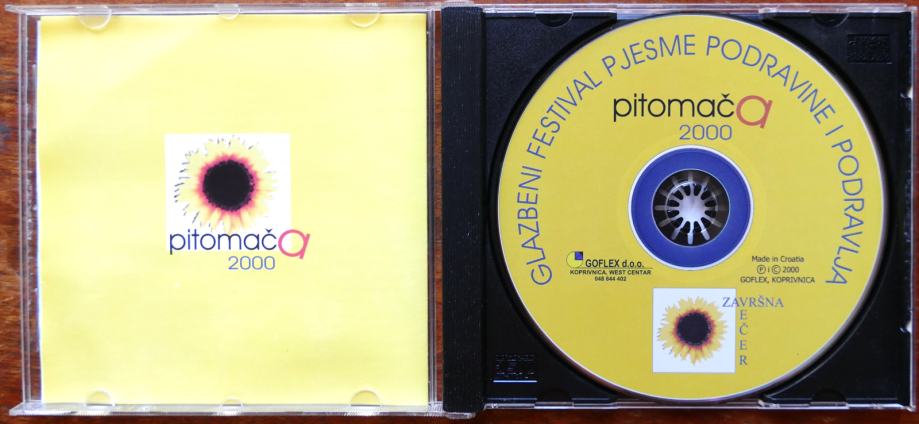 pitomača
2000
GLAZBENI FESTIVAL PJESME PODRAVINE I PODRAVLJA
pitomača
2000
GOFLEX d.o.o.
KOPRIVNICA, WEST CENTAR
048 644 402
Made in Croatia
Ⓟ i © 2000
GOFLEX, KOPRIVNICA
ZAVRŠNA
VEČER